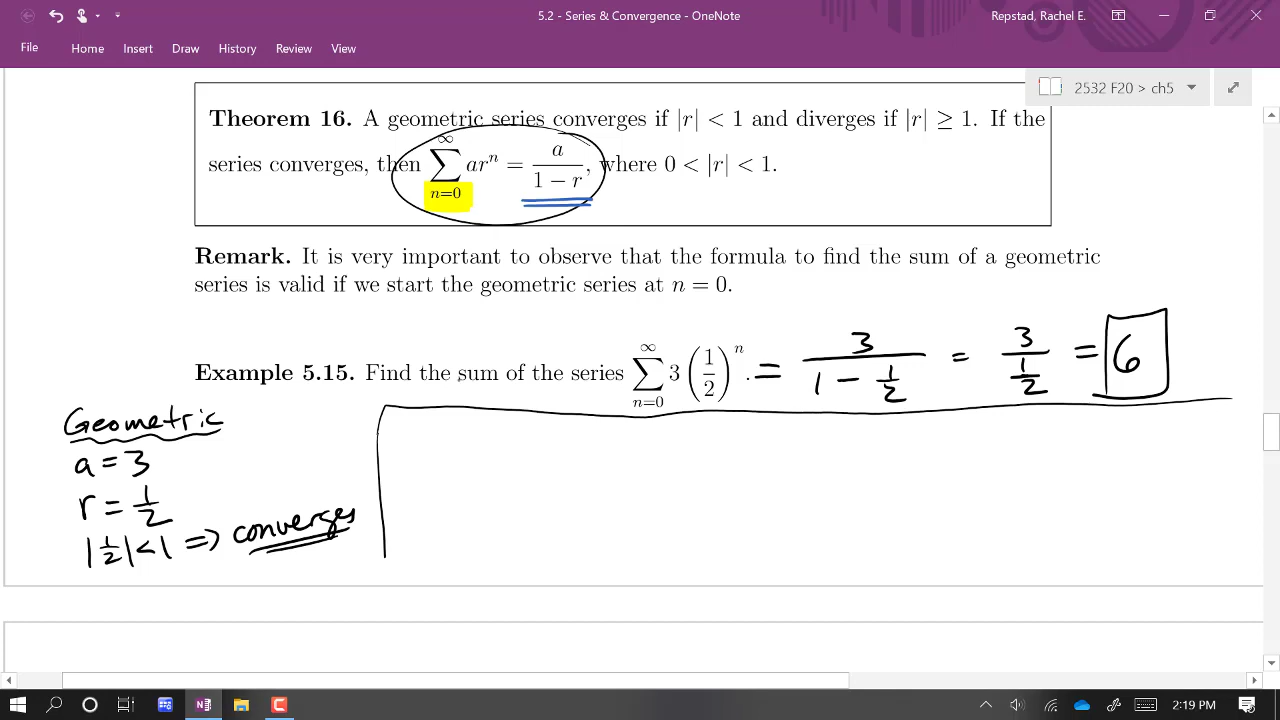 5.2 - Series & Convergence - OneNote
Repstad, Rachel E.
File Home Insert Draw History Review View
2532 F20 > ch5
Theorem 16. A geometric series converges if |r| < 1 and diverges if |r| ≥ 1. If the
series converges, then ∑_{n=0}^{∞} ar^n = a/(1 − r), where 0 < |r| < 1.
Remark. It is very important to observe that the formula to find the sum of a geometric
series is valid if we start the geometric series at n = 0.
Example 5.15. Find the sum of the series ∑_{n=0}^{∞} 3(1/2)^n. = 3/(1 − 1/2) = 3/(1/2) = 6
Geometric
a = 3
r = 1/2
|1/2| < 1 ⇒ converges
2:19 PM